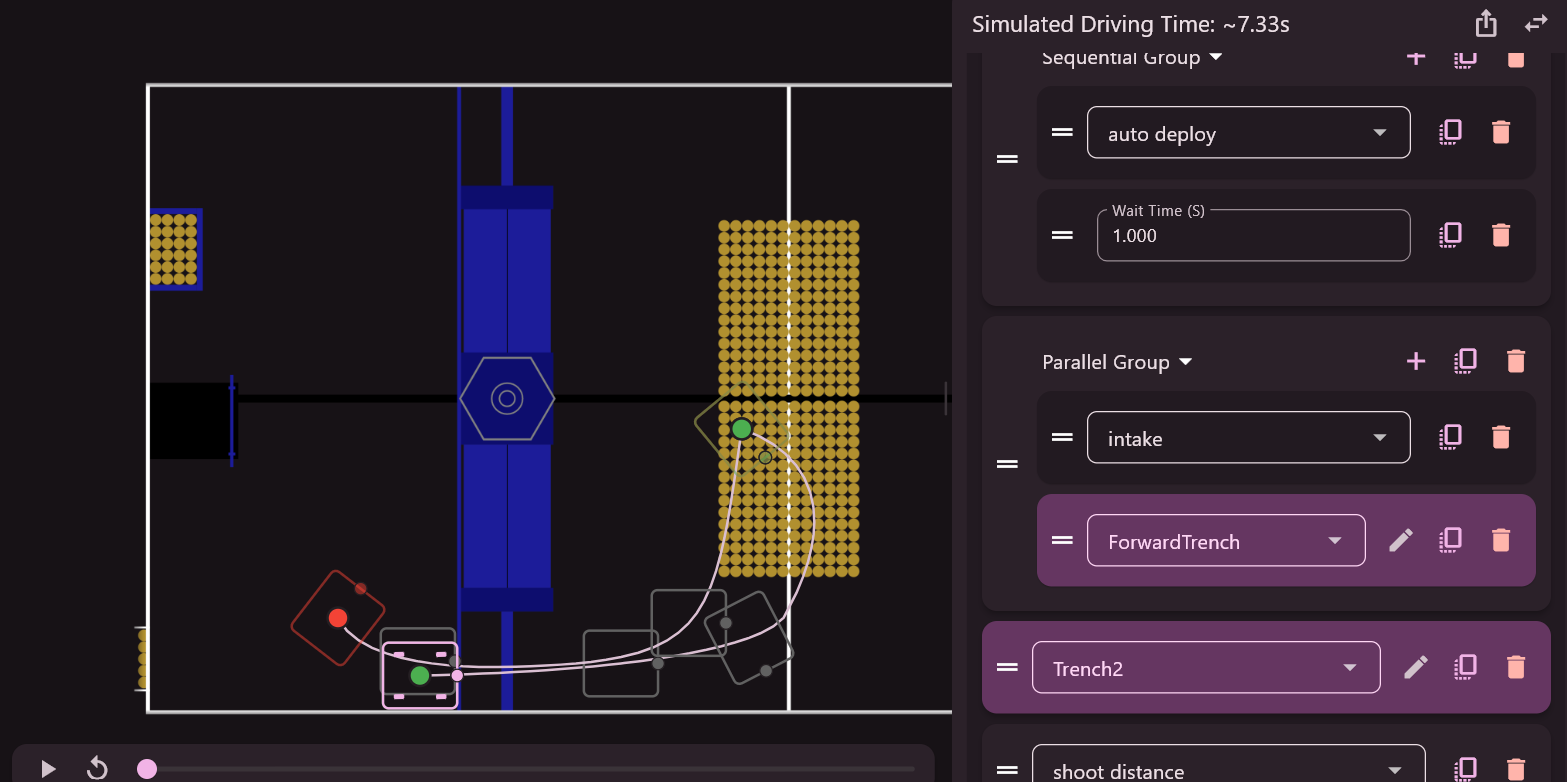 Simulated Driving Time: ~7.33s
Sequential Group
auto deploy
Wait Time (S)
1.000
Parallel Group
intake
ForwardTrench
Trench2
shoot distance